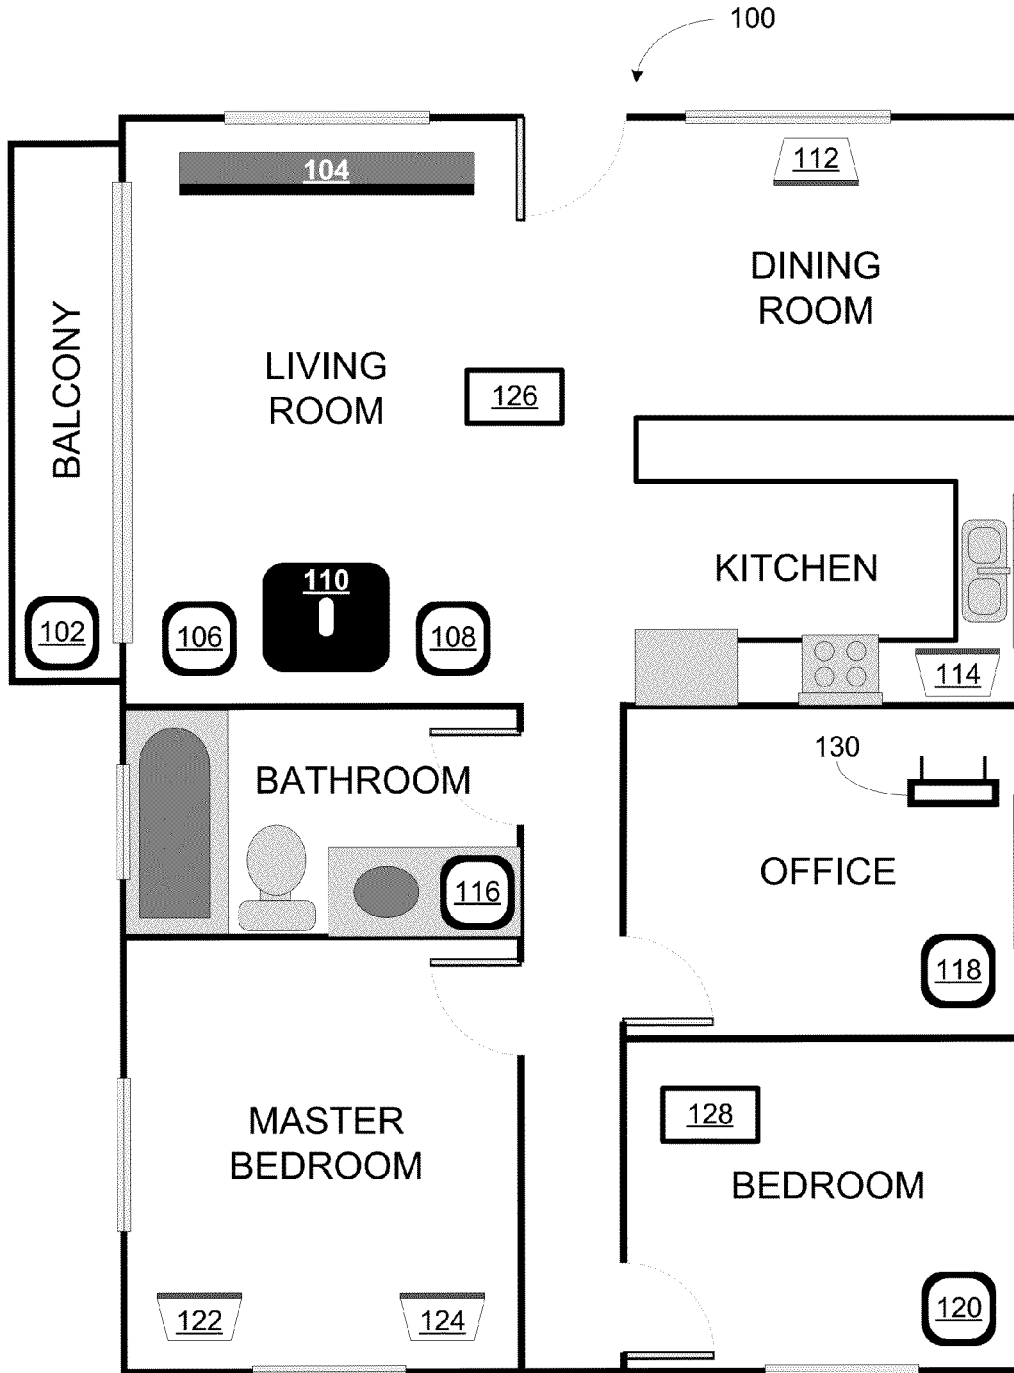 100
104
112
DINING
ROOM
BALCONY
LIVING
ROOM
126
KITCHEN
110
102
106
108
114
130
BATHROOM
OFFICE
116
118
MASTER
BEDROOM
128
BEDROOM
122
124
120